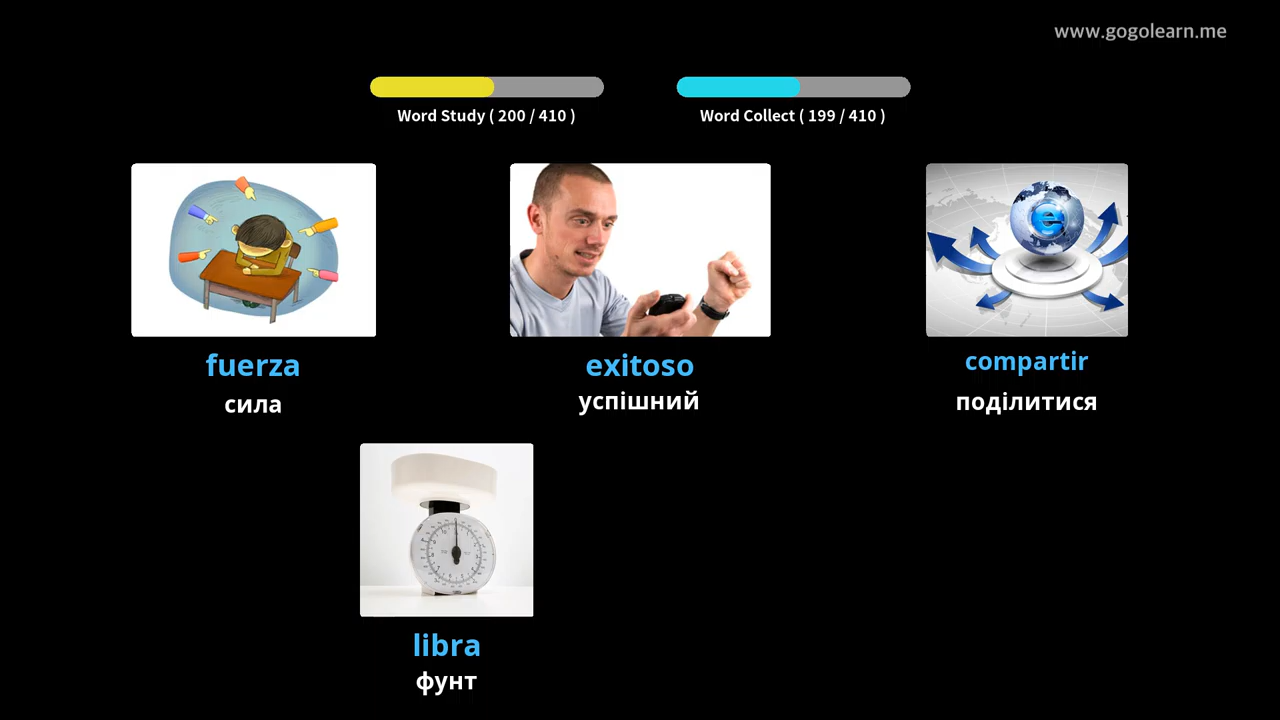 www.gogolearn.me
Word Study ( 200 / 410 )
Word Collect ( 199 / 410 )
fuerza
сила
exitoso
успішний
compartir
поділитися
libra
фунт